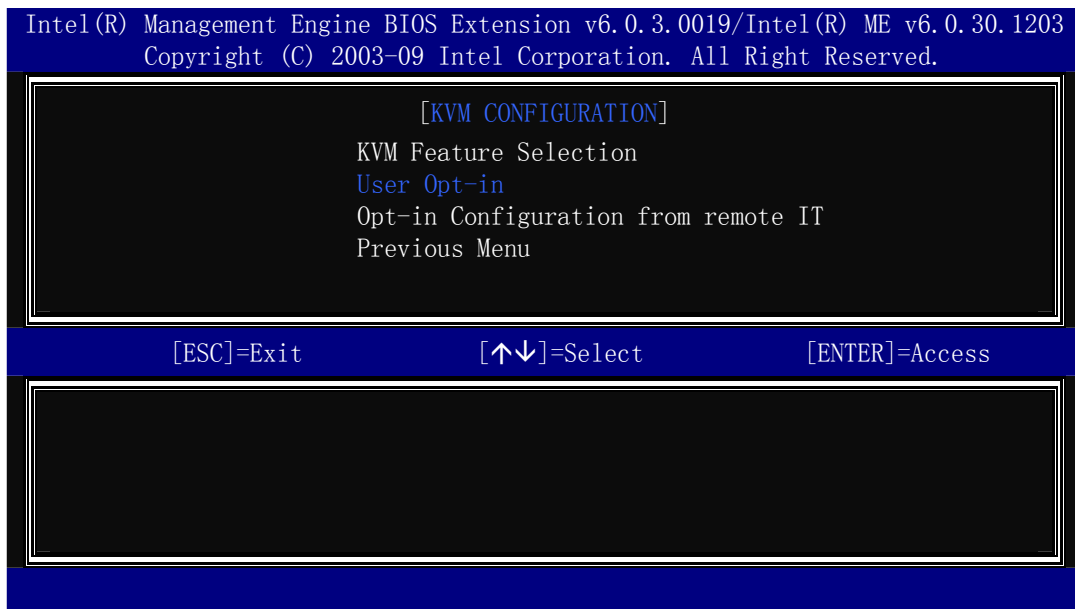 Intel(R) Management Engine BIOS Extension v6.0.3.0019/Intel(R) ME v6.0.30.1203
Copyright (C) 2003-09 Intel Corporation. All Right Reserved.
[KVM CONFIGURATION]
KVM Feature Selection
User Opt-in
Opt-in Configuration from remote IT
Previous Menu
[ESC]=Exit [↑↓]=Select [ENTER]=Access